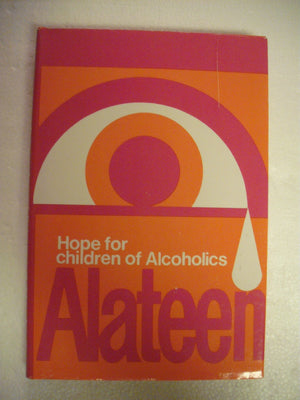 Hope for
children of Alcoholics
Alateen